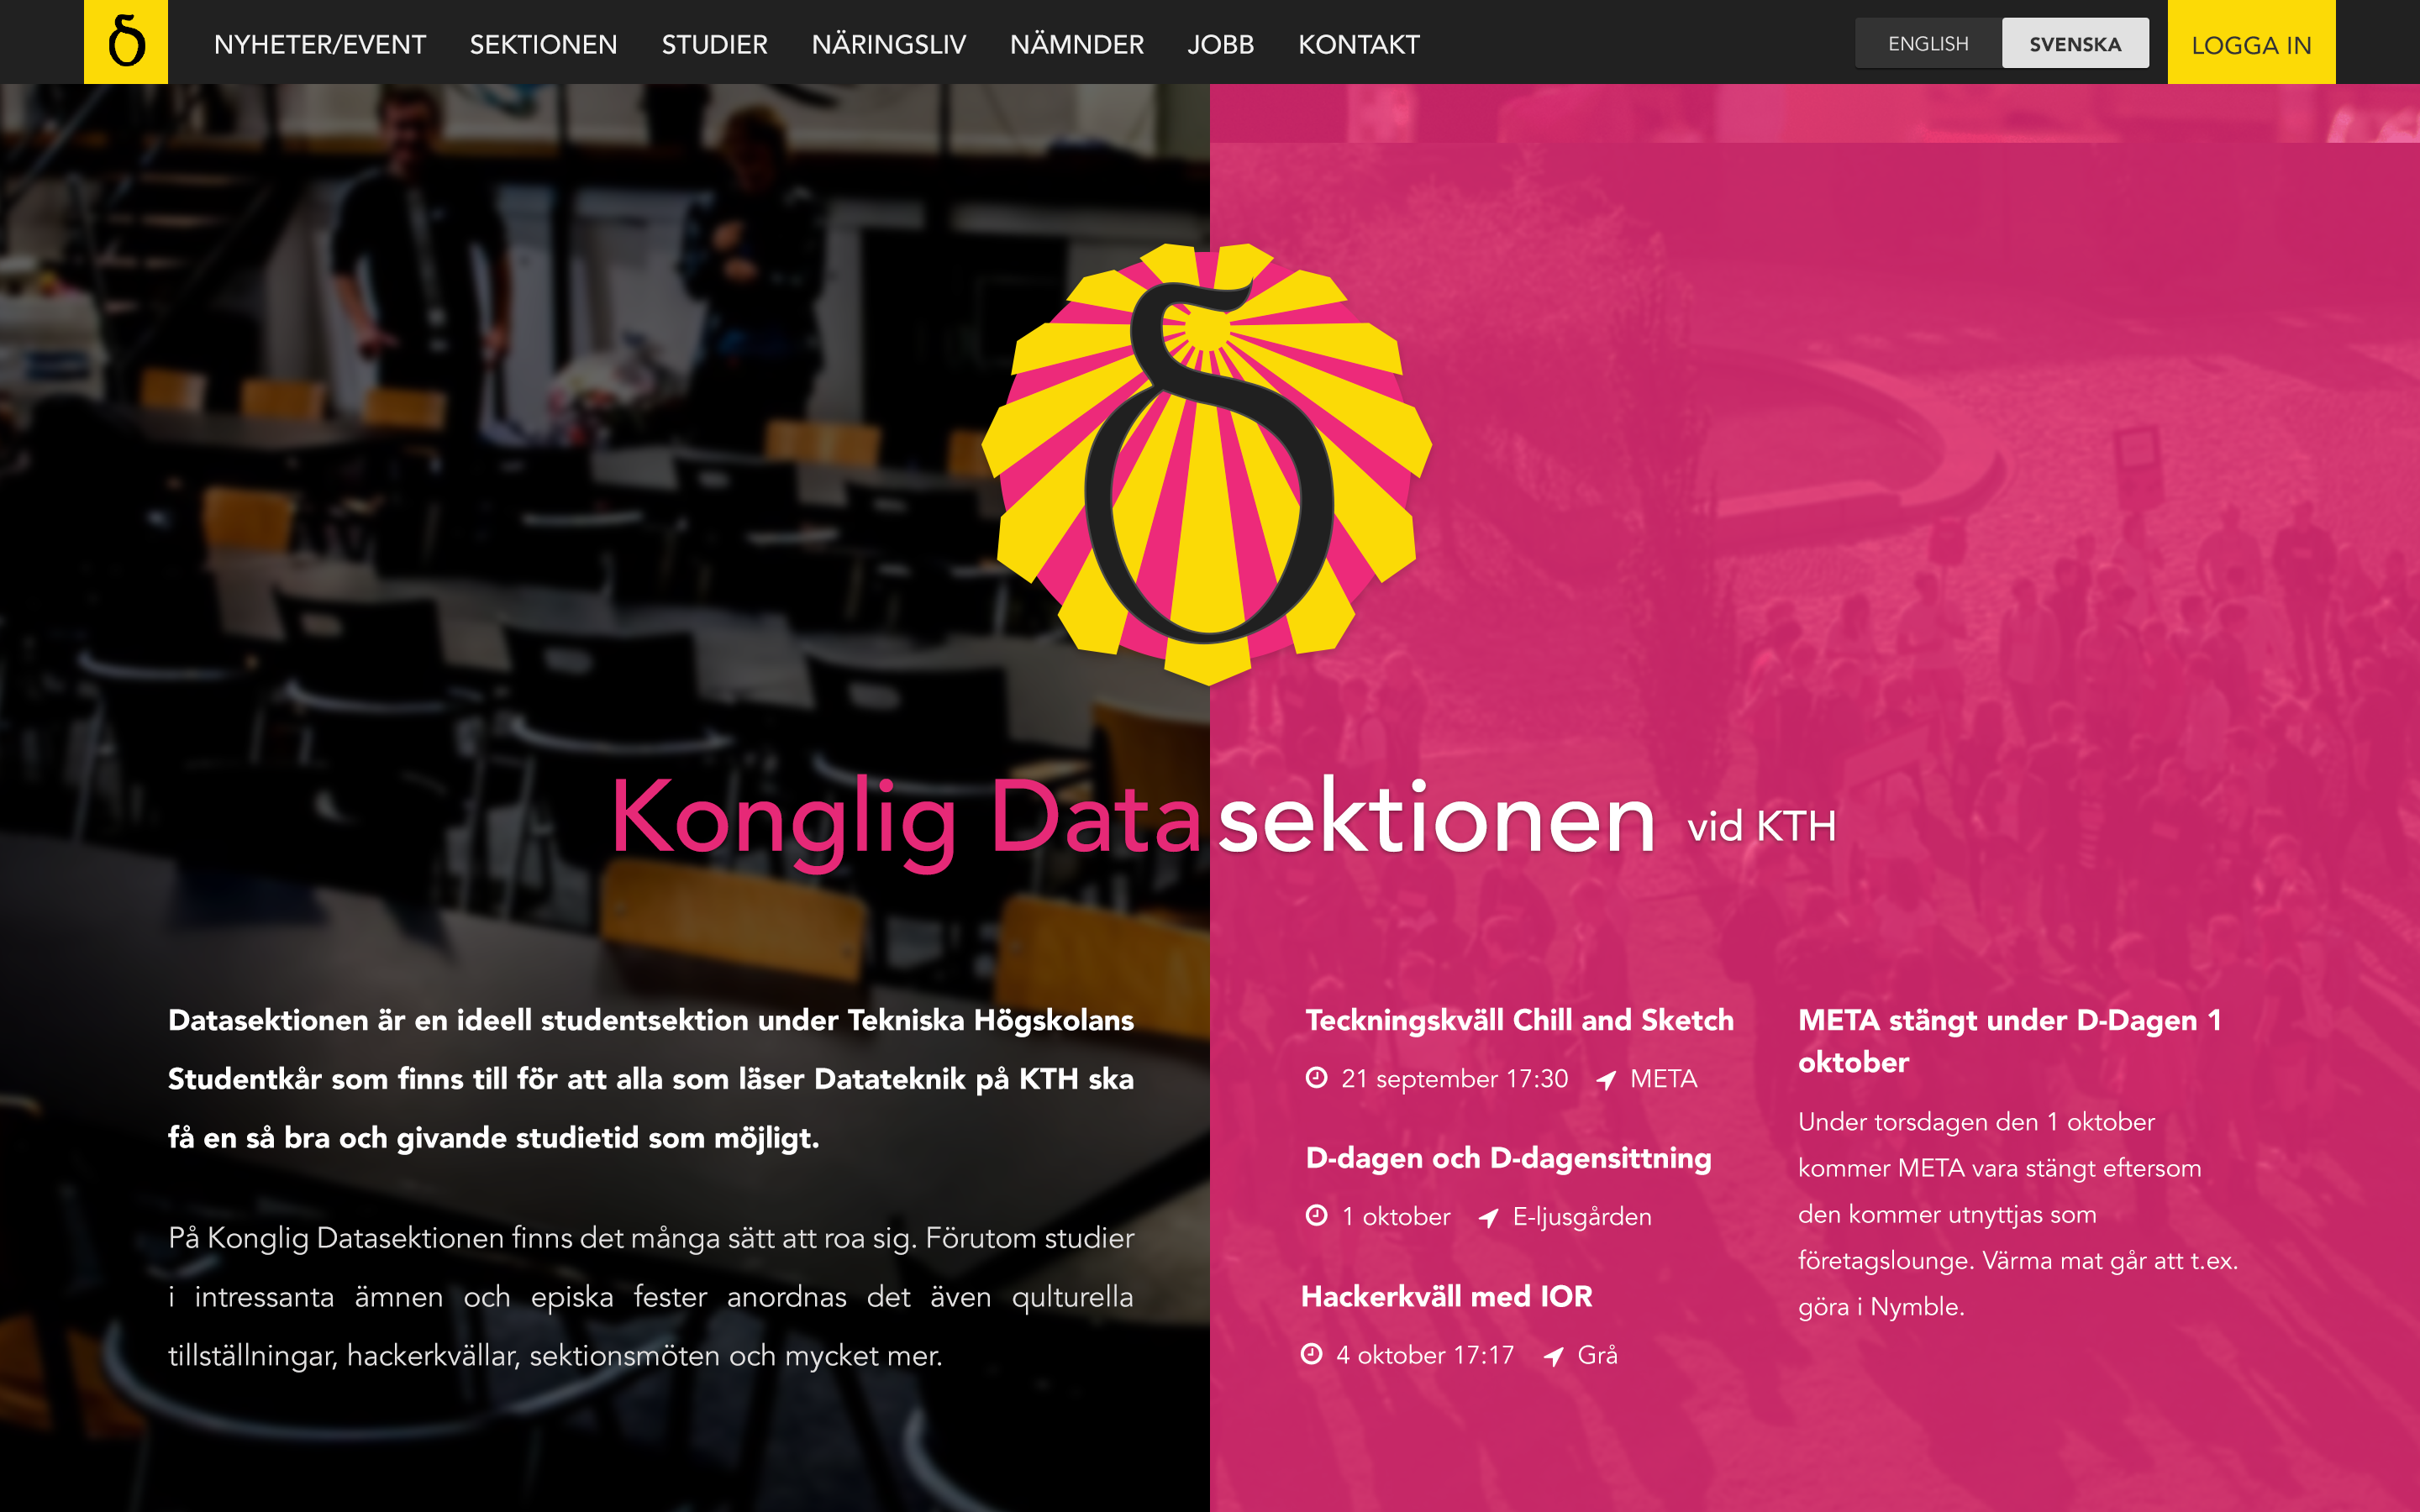 δ
NYHETER/EVENT SEKTIONEN STUDIER NÄRINGSLIV NÄMNDER JOBB KONTAKT
ENGLISH SVENSKA LOGGA IN
δ
Konglig Datasektionen vid KTH
Datasektionen är en ideell studentsektion under Tekniska Högskolans
Studentkår som finns till för att alla som läser Datateknik på KTH ska
få en så bra och givande studietid som möjligt.
På Konglig Datasektionen finns det många sätt att roa sig. Förutom studier
i intressanta ämnen och episka fester anordnas det även qulturella
tillställningar, hackerkvällar, sektionsmöten och mycket mer.
Teckningskväll Chill and Sketch
21 september 17:30 META
D-dagen och D-dagensittning
1 oktober E-ljusgården
Hackerkväll med IOR
4 oktober 17:17 Grå
META stängt under D-Dagen 1
oktober
Under torsdagen den 1 oktober
kommer META vara stängt eftersom
den kommer utnyttjas som
företagslounge. Värma mat går att t.ex.
göra i Nymble.